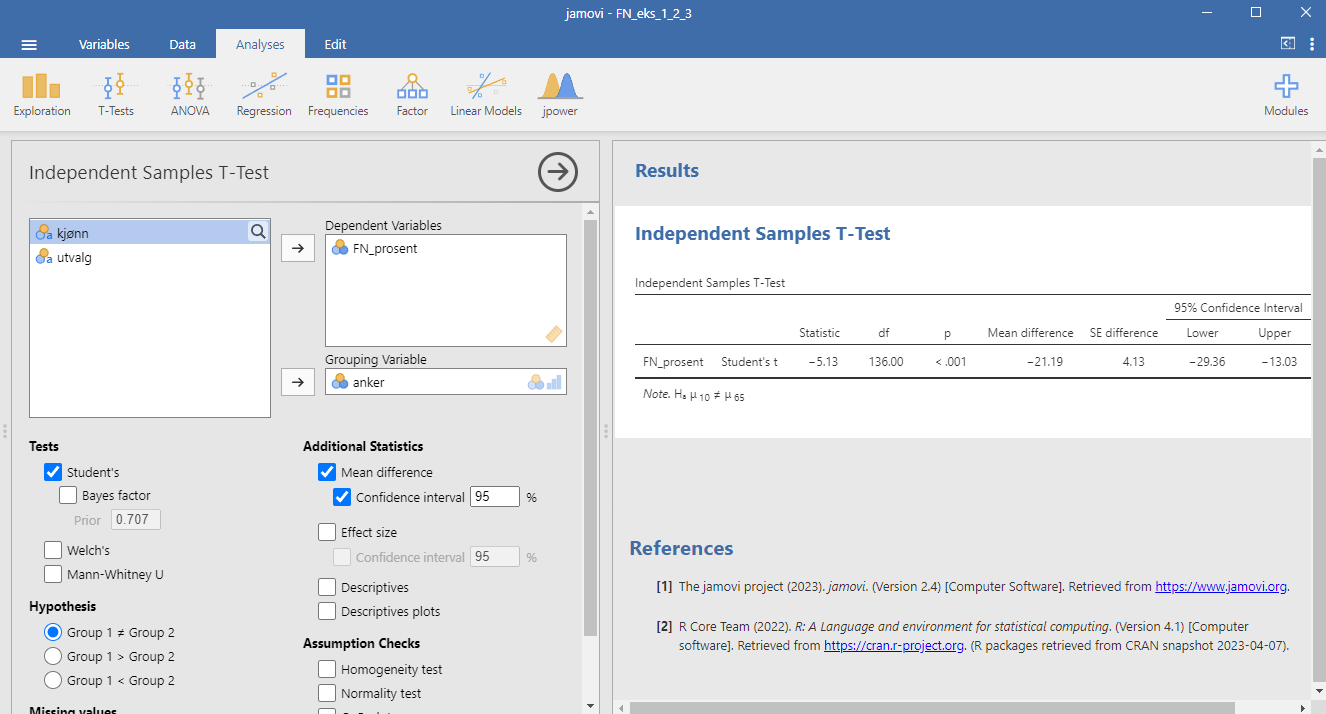 jamovi - FN_eks_1_2_3
Variables Data Analyses Edit
Exploration T-Tests ANOVA Regression Frequencies Factor Linear Models jpower Modules
Independent Samples T-Test
kjønn
utvalg
Dependent Variables
FN_prosent
Grouping Variable
anker
Tests
Student's
Bayes factor
Prior 0.707
Welch's
Mann-Whitney U
Hypothesis
Group 1 ≠ Group 2
Group 1 > Group 2
Group 1 < Group 2
Missing values
Additional Statistics
Mean difference
Confidence interval 95 %
Effect size
Confidence interval 95 %
Descriptives
Descriptives plots
Assumption Checks
Homogeneity test
Normality test
Results
Independent Samples T-Test
Independent Samples T-Test
95% Confidence Interval
Statistic df p Mean difference SE difference Lower Upper
FN_prosent Student's t −5.13 136.00 < .001 −21.19 4.13 −29.36 −13.03
Note. Hₐ μ 10 ≠ μ 65
References
[1] The jamovi project (2023). jamovi. (Version 2.4) [Computer Software]. Retrieved from https://www.jamovi.org.
[2] R Core Team (2022). R: A Language and environment for statistical computing. (Version 4.1) [Computer
software]. Retrieved from https://cran.r-project.org. (R packages retrieved from CRAN snapshot 2023-04-07).